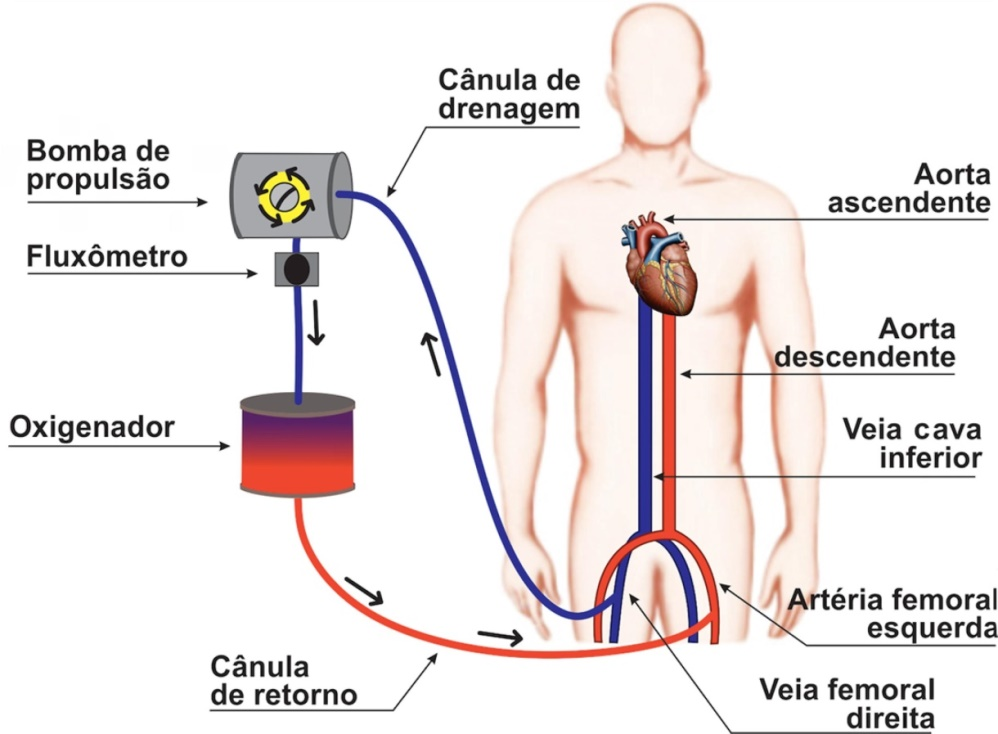 Cânula de
drenagem
Bomba de
propulsão
Fluxômetro
Oxigenador
Cânula
de retorno
Aorta
ascendente
Aorta
descendente
Veia cava
inferior
Artéria femoral
esquerda
Veia femoral
direita